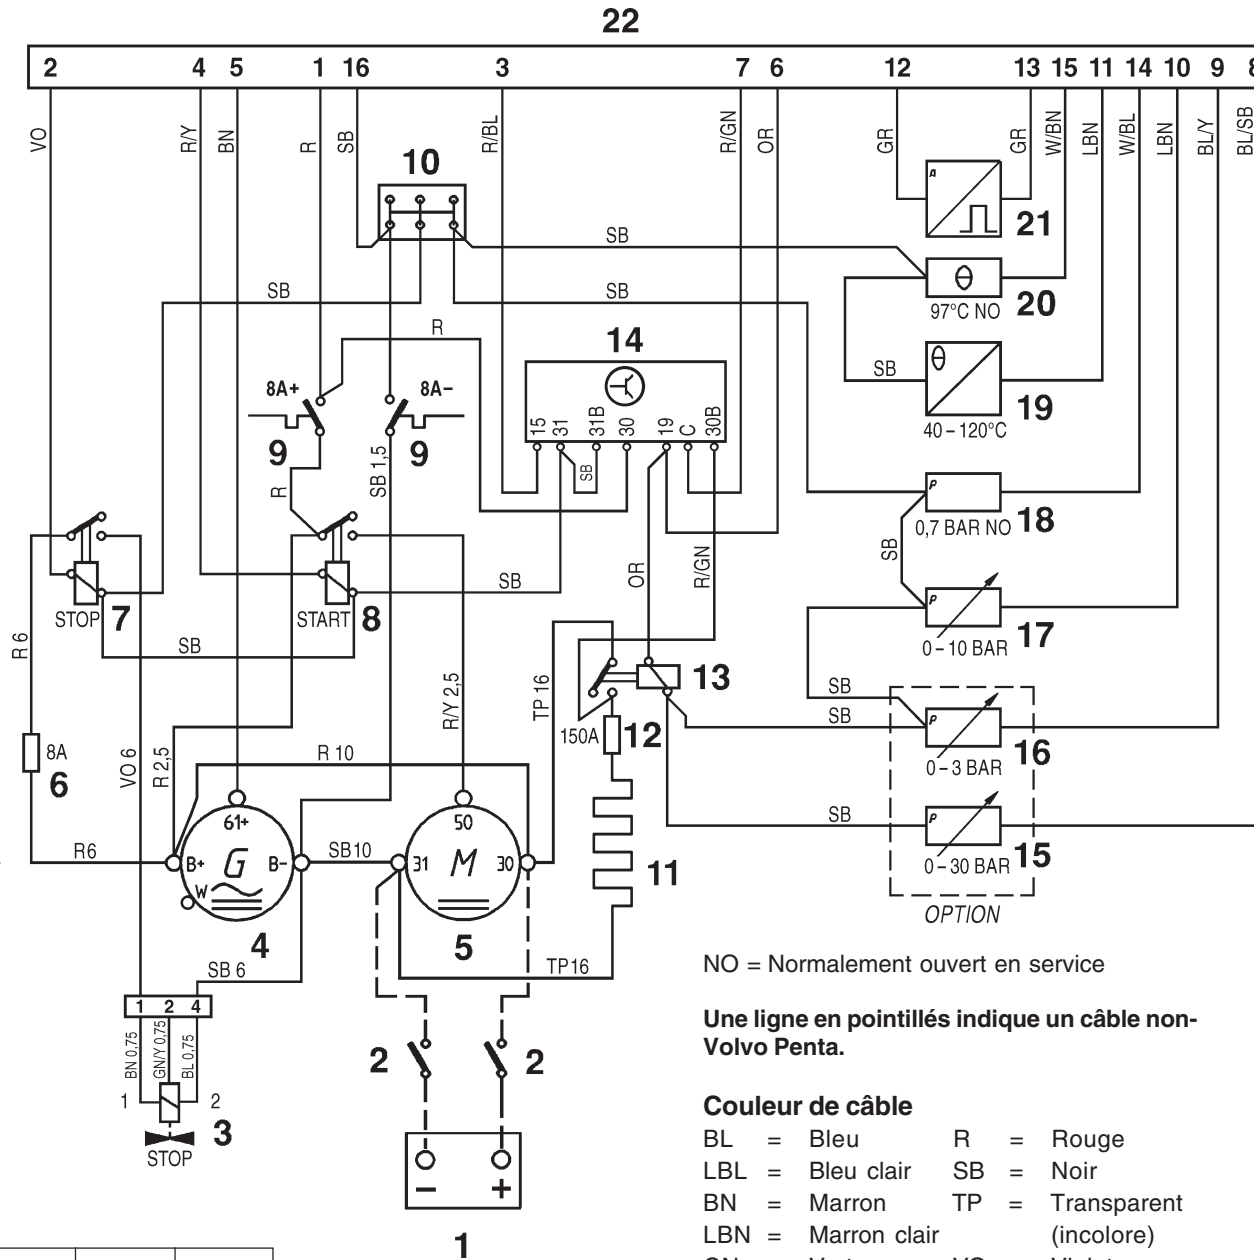 22
2 4 5 1 16 3 7 6 12 13 15 11 14 10 9 8
VO R/Y BN R SB R/BL R/GN OR GR GR W/BN LBN W/BL LBN BL/Y BL/SB
10
21
SB
θ
20
97°C NO
SB
SB
R
14
θ
SB
19
40–120°C
8A+
8A–
9
9
15 31 31B 30 19 C 30B
SB
R
SB 1,5
P
18
0,7 BAR NO
SB
OR
R/GN
SB
STOP 7
START 8
SB
P
17
0–10 BAR
R 6
13
SB
SB
P
16
0–3 BAR
150A 12
TP 16
R/Y 2,5
8A
6
VO 6
R 2,5
R 10
SB
P
15
0–30 BAR
OPTION
R6
61+
B+ G B-
W
4
SB10
50
31 M 30
5
11
SB 6
TP16
1 2 4
BN 0,75
GN/Y 0,75
BL 0,75
1 2
3
STOP
2 2
– +
1
NO = Normalement ouvert en service
Une ligne en pointillés indique un câble non-
Volvo Penta.
Couleur de câble
BL = Bleu R = Rouge
LBL = Bleu clair SB = Noir
BN = Marron TP = Transparent
LBN = Marron clair (incolore)